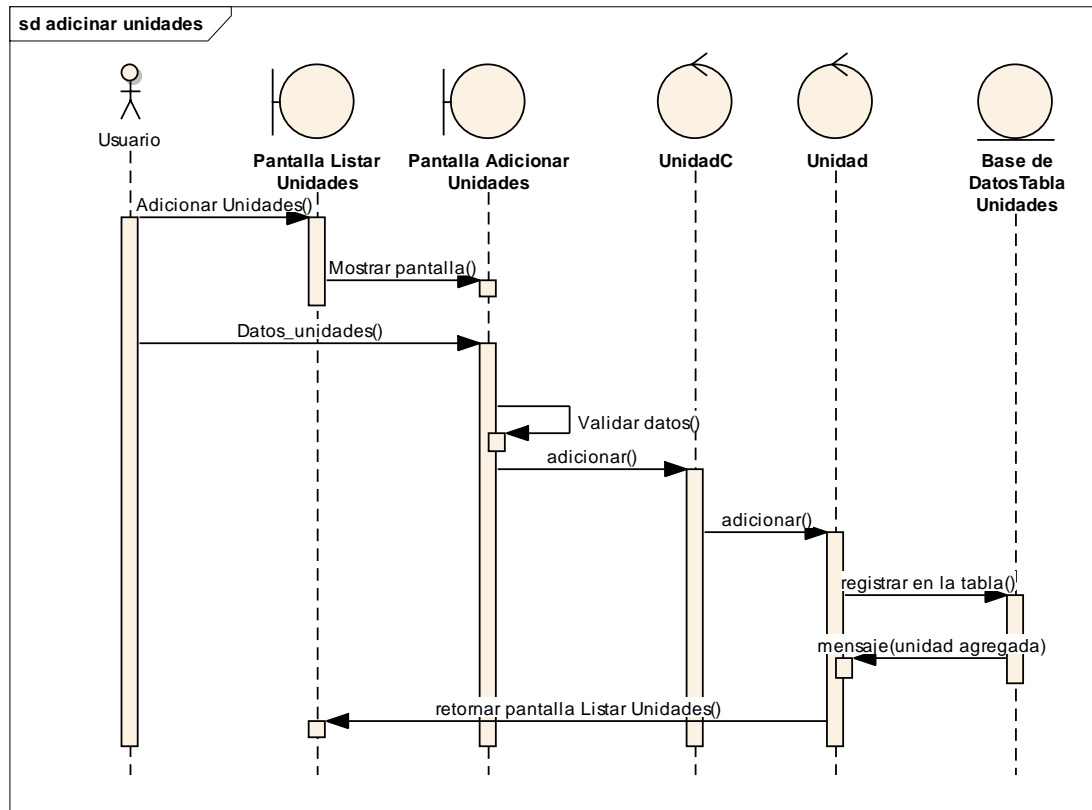 sd adicinar unidades
Usuario
Pantalla Listar
Unidades
Pantalla Adicionar
Unidades
UnidadC
Unidad
Base de
DatosTabla
Unidades
Adicionar Unidades()
Mostrar pantalla()
Datos_unidades()
Validar datos()
adicionar()
adicionar()
registrar en la tabla()
mensaje(unidad agregada)
retornar pantalla Listar Unidades()